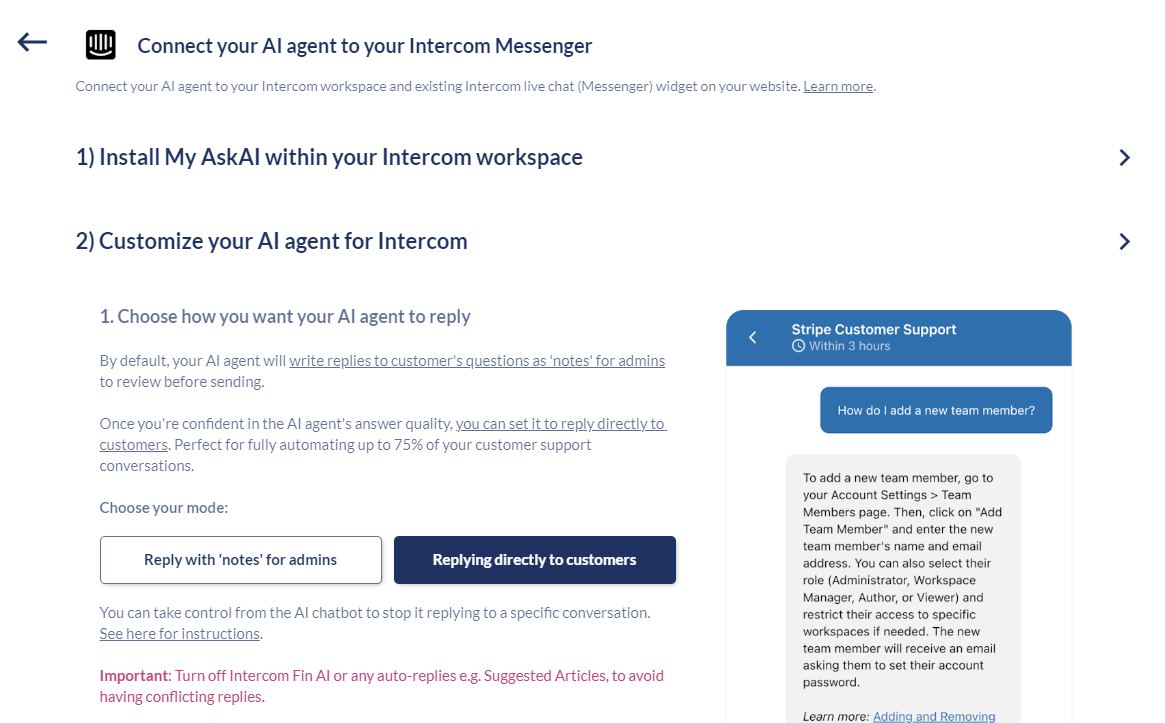 Connect your AI agent to your Intercom Messenger
Connect your AI agent to your Intercom workspace and existing Intercom live chat (Messenger) widget on your website. Learn more.
1) Install My AskAI within your Intercom workspace
2) Customize your AI agent for Intercom
1. Choose how you want your AI agent to reply
By default, your AI agent will write replies to customer's questions as 'notes' for admins
to review before sending.
Once you're confident in the AI agent's answer quality, you can set it to reply directly to
customers. Perfect for fully automating up to 75% of your customer support
conversations.
Choose your mode:
Reply with 'notes' for admins
Replying directly to customers
You can take control from the AI chatbot to stop it replying to a specific conversation.
See here for instructions.
Important: Turn off Intercom Fin AI or any auto-replies e.g. Suggested Articles, to avoid
having conflicting replies.
Stripe Customer Support
Within 3 hours
How do I add a new team member?
To add a new team member, go to
your Account Settings > Team
Members page. Then, click on "Add
Team Member" and enter the new
team member's name and email
address. You can also select their
role (Administrator, Workspace
Manager, Author, or Viewer) and
restrict their access to specific
workspaces if needed. The new
team member will receive an email
asking them to set their account
password.
Learn more: Adding and Removing